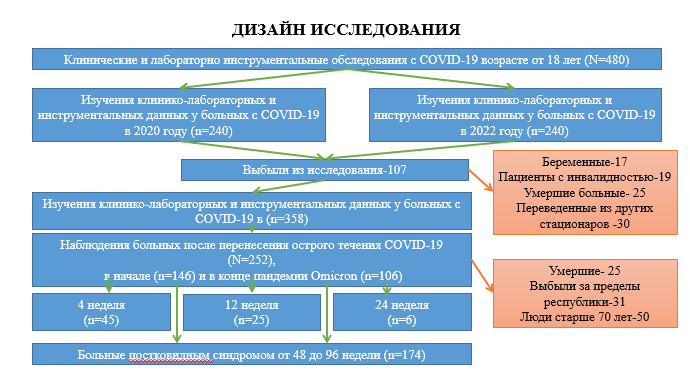 ДИЗАЙН ИССЛЕДОВАНИЯ
Клинические и лабораторно инструментальные обследования с COVID-19 возрасте от 18 лет (N=480)
Изучения клинико-лабораторных и
инструментальных данных у больных с COVID-19
в 2020 году (n=240)
Изучения клинико-лабораторных и
инструментальных данных у больных с COVID-19
в 2022 году (n=240)
Выбыли из исследования-107
Беременные-17
Пациенты с инвалидностью-19
Умершие больные- 25
Переведенные из других
стационаров -30
Изучения клинико-лабораторных и инструментальных данных у больных с
COVID-19 в (n=358)
Наблюдения больных после перенесения острого течения COVID-19
(N=252),
в начале (n=146) и в конце пандемии Omicron (n=106)
Умершие- 25
Выбыли за пределы
республики-31
Люди старше 70 лет-50
4 неделя
(n=45)
12 неделя
(n=25)
24 неделя
(n=6)
Больные постковидным синдромом от 48 до 96 недели (n=174)